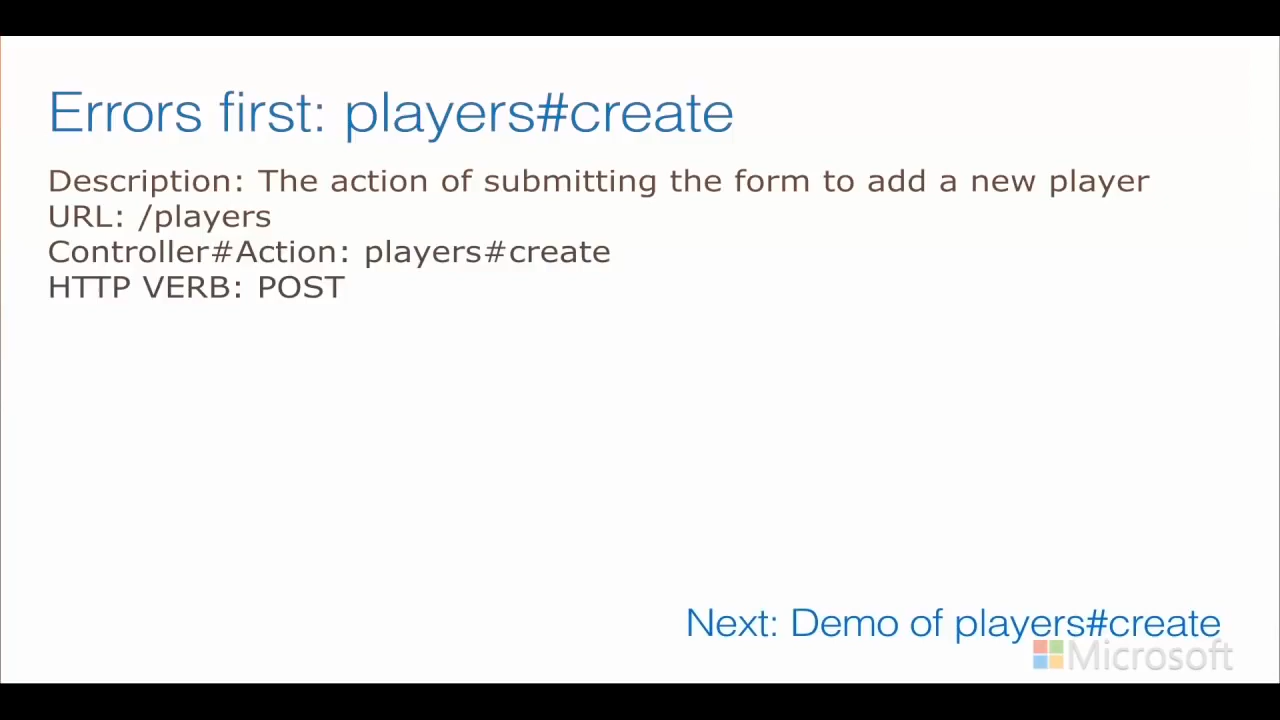 Errors first: players#create
Description: The action of submitting the form to add a new player
URL: /players
Controller#Action: players#create
HTTP VERB: POST
Next: Demo of players#create
Microsoft